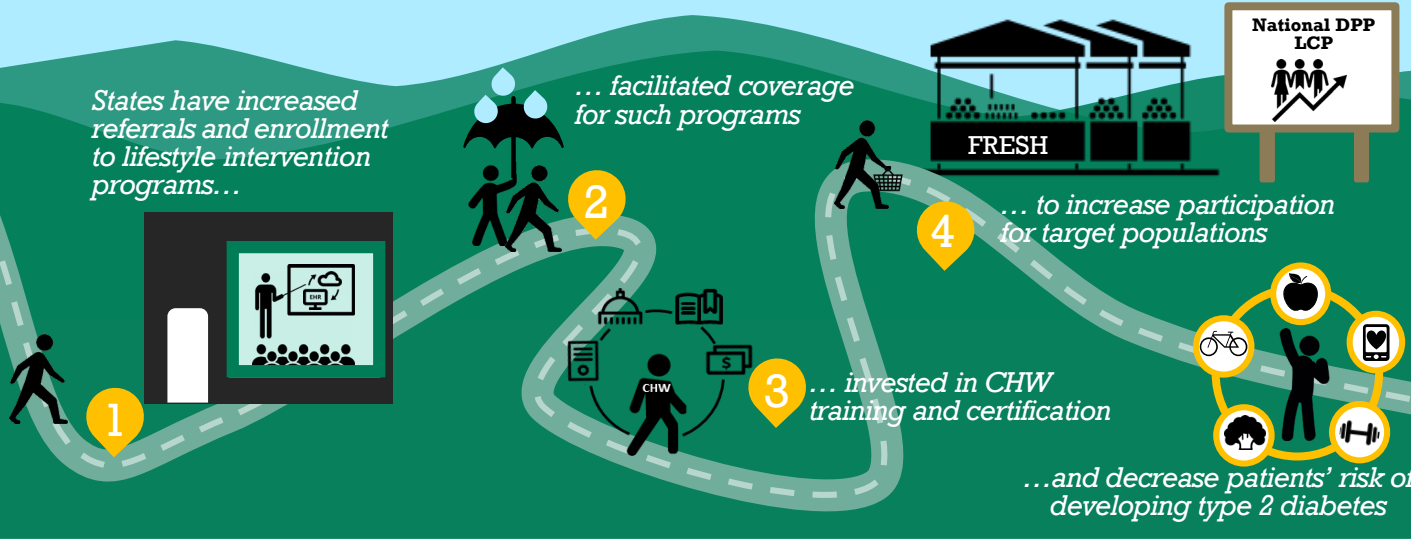 States have increased
referrals and enrollment
to lifestyle intervention
programs…
EHR
1
… facilitated coverage
for such programs
2
CHW
$
3
… invested in CHW
training and certification
FRESH
National DPP
LCP
4
… to increase participation
for target populations
…and decrease patients’ risk of
developing type 2 diabetes